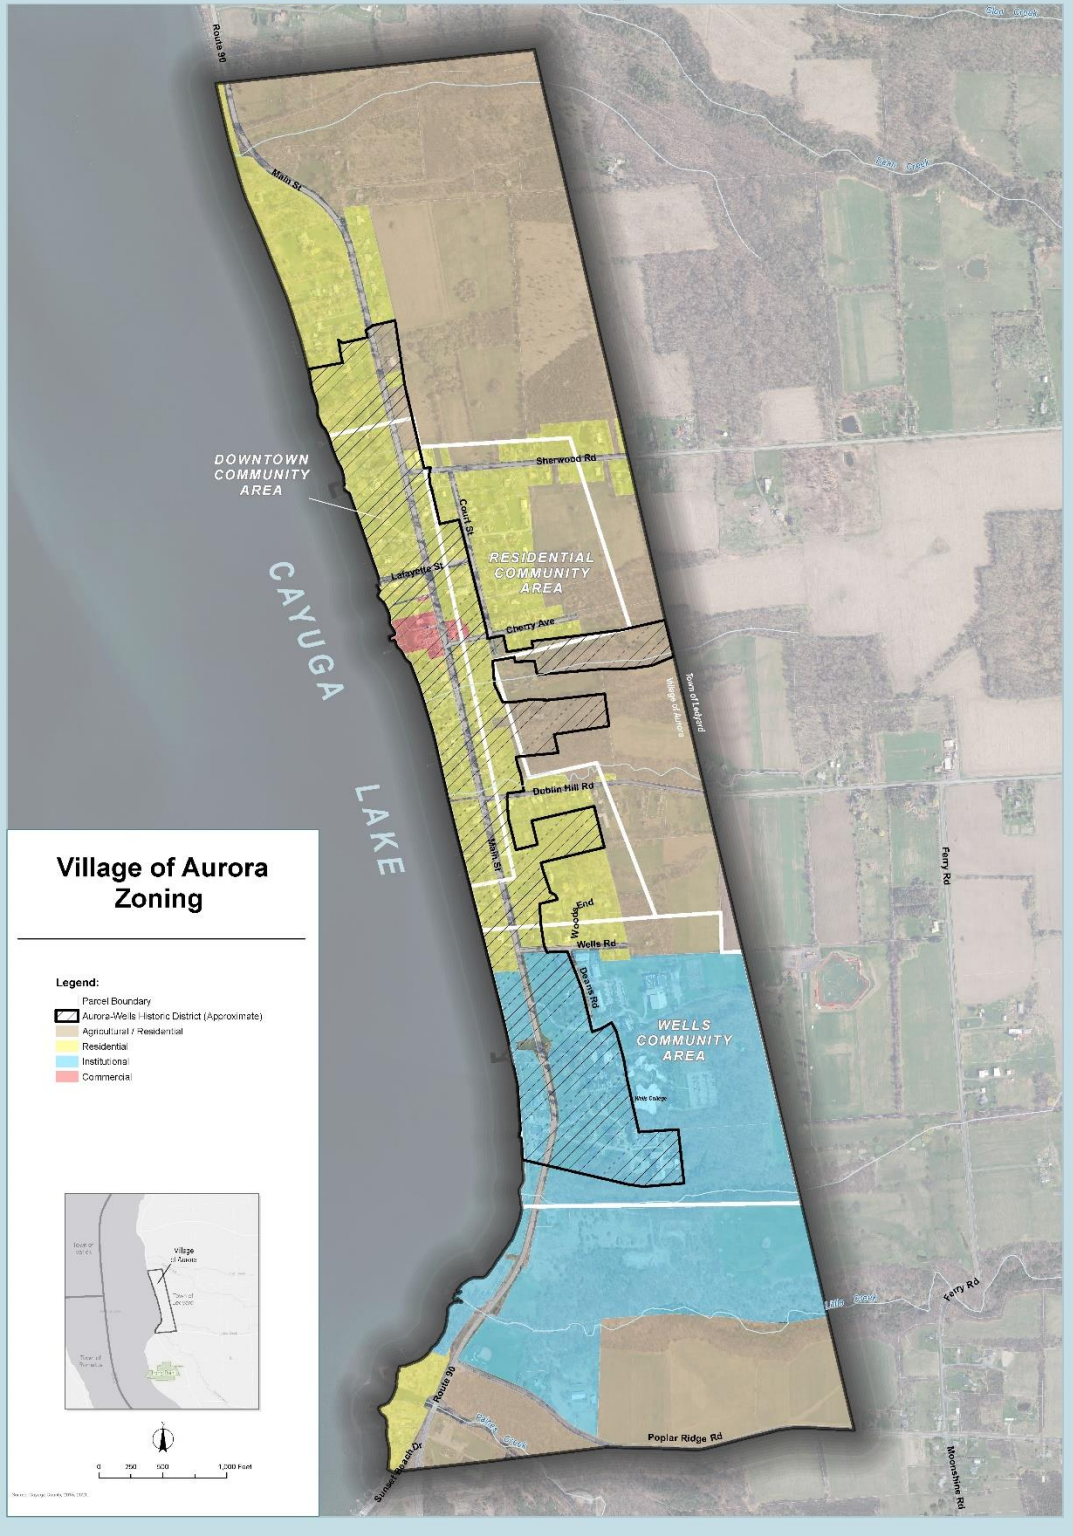 Route 90
Main St
DOWNTOWN
COMMUNITY
AREA
Sherwood Rd
Court St
RESIDENTIAL
COMMUNITY
AREA
Lafayette St
Cherry Ave
CAYUGA
LAKE
Town of Ledyard
Village of Aurora
Dublin Hill Rd
Main St
Woods
End
Wells Rd
Deans Rd
WELLS
COMMUNITY
AREA
Wells College
Ferry Rd
Ferry Rd
Route 90
Poplar Ridge Rd
Sunset Beach Dr
Moonshine Rd
Village of Aurora
Zoning
Legend:
Parcel Boundary
Aurora-Wells Historic District (Approximate)
Agricultural / Residential
Residential
Institutional
Commercial
Village
of Aurora
Town of
Ledyard
0 250 500 1,000 Feet